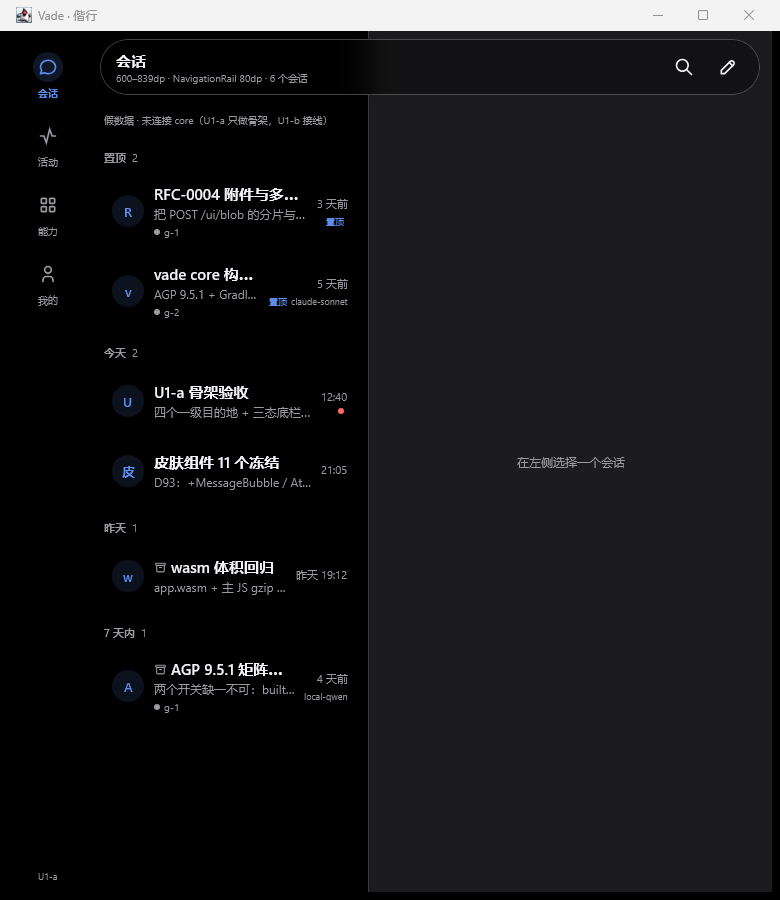 Vade · 偕行
会话
活动
能力
我的
U1-a
会话
600–839dp · NavigationRail 80dp · 6 个会话
假数据 · 未连接 core（U1-a 只做骨架，U1-b 接线）
置顶 2
R
RFC-0004 附件与多…
3 天前
把 POST /ui/blob 的分片与…
置顶
g-1
v
vade core 构…
5 天前
AGP 9.5.1 + Gradl…
置顶 claude-sonnet
g-2
今天 2
U
U1-a 骨架验收
12:40
四个一级目的地 + 三态底栏…
皮
皮肤组件 11 个冻结
21:05
D93：+MessageBubble / At…
昨天 1
w
wasm 体积回归
昨天 19:12
app.wasm + 主 JS gzip …
7 天内 1
A
AGP 9.5.1 矩阵…
4 天前
两个开关缺一不可：built…
local-qwen
g-1
在左侧选择一个会话